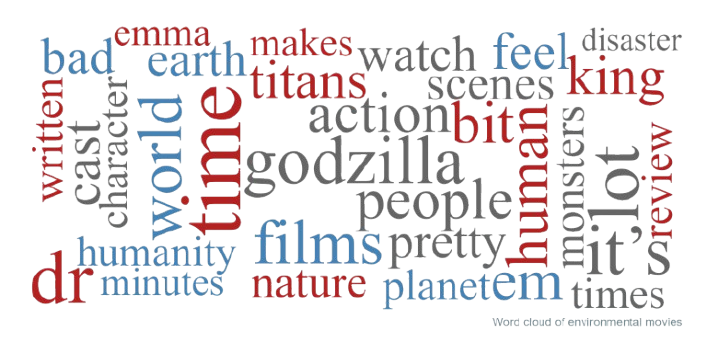 emma
bad
earth
makes
watch
feel
disaster
titans
scenes
king
written
cast
character
world
time
action
bit
godzilla
human
monsters
lot
review
people
it's
dr
humanity
minutes
films
pretty
nature
planet
em
times
Word cloud of environmental movies